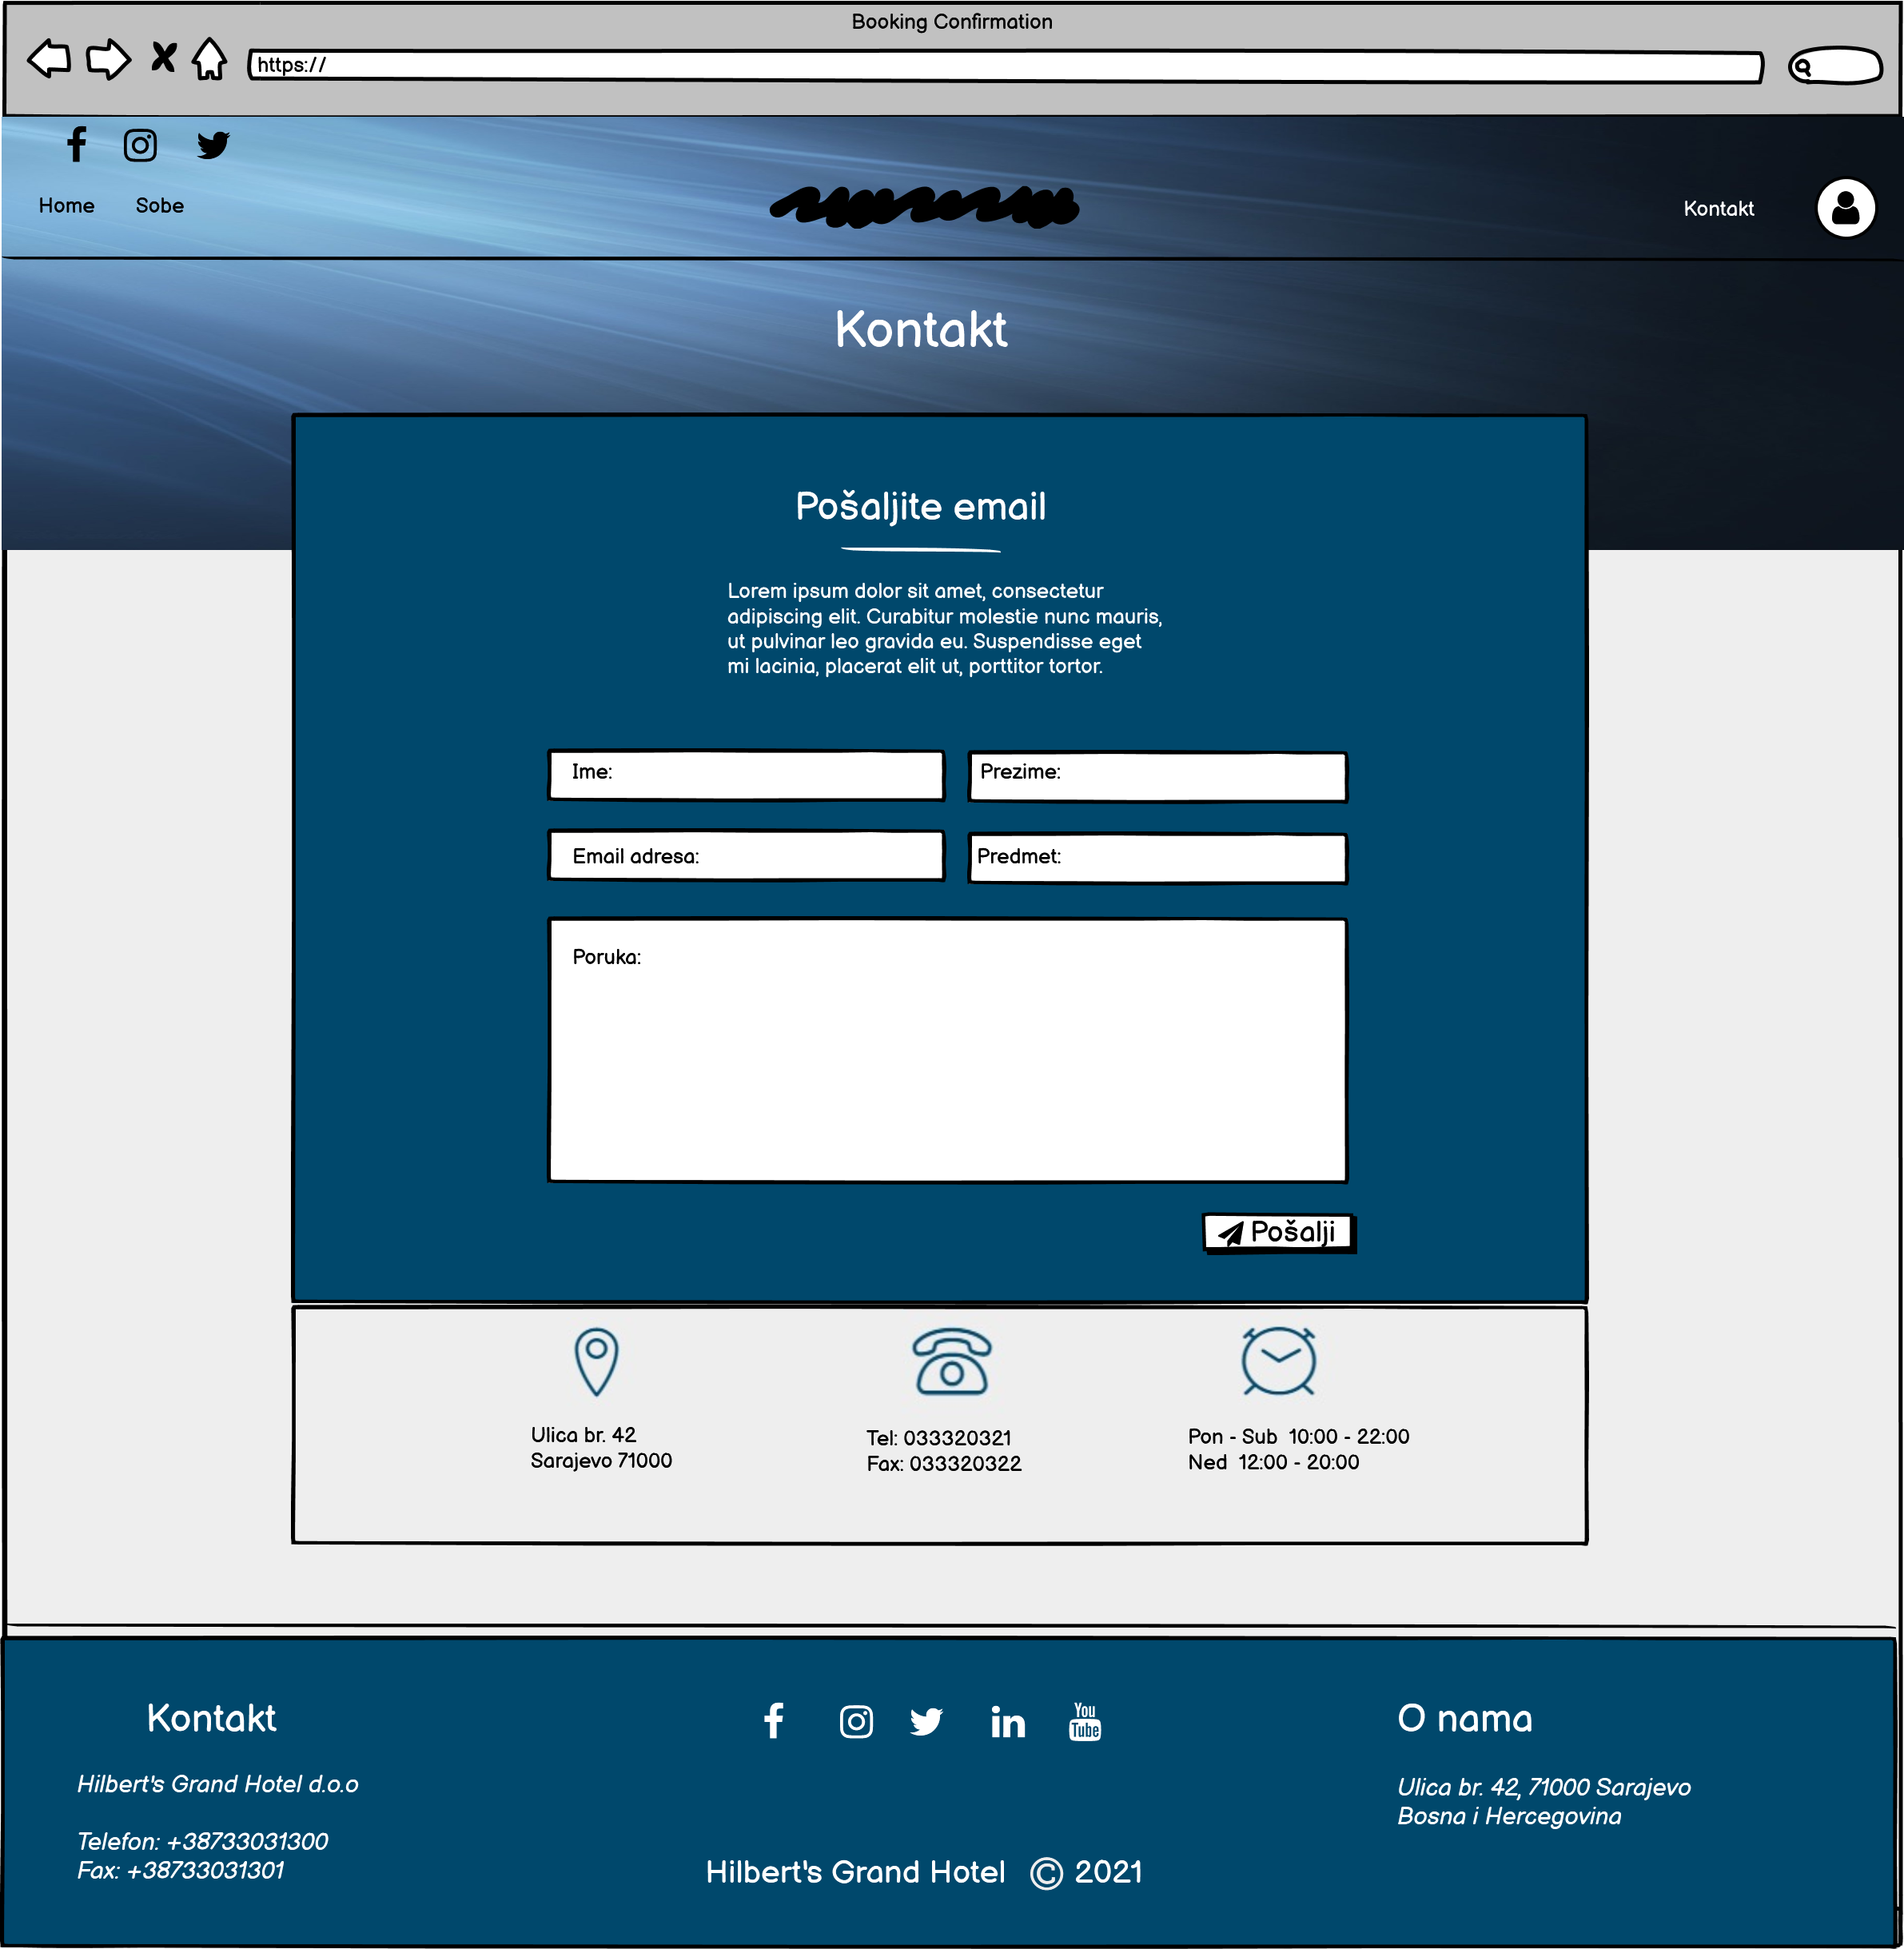 Booking Confirmation
https://
Home Sobe
Kontakt
Kontakt
Pošaljite email
Lorem ipsum dolor sit amet, consectetur
adipiscing elit. Curabitur molestie nunc mauris,
ut pulvinar leo gravida eu. Suspendisse eget
mi lacinia, placerat elit ut, porttitor tortor.
Ime: Prezime:
Email adresa: Predmet:
Poruka:
Pošalji
Ulica br. 42
Sarajevo 71000
Tel: 033320321
Fax: 033320322
Pon - Sub 10:00 - 22:00
Ned 12:00 - 20:00
Kontakt
Hilbert's Grand Hotel d.o.o
Telefon: +38733031300
Fax: +38733031301
You
Tube
Hilbert's Grand Hotel © 2021
O nama
Ulica br. 42, 71000 Sarajevo
Bosna i Hercegovina